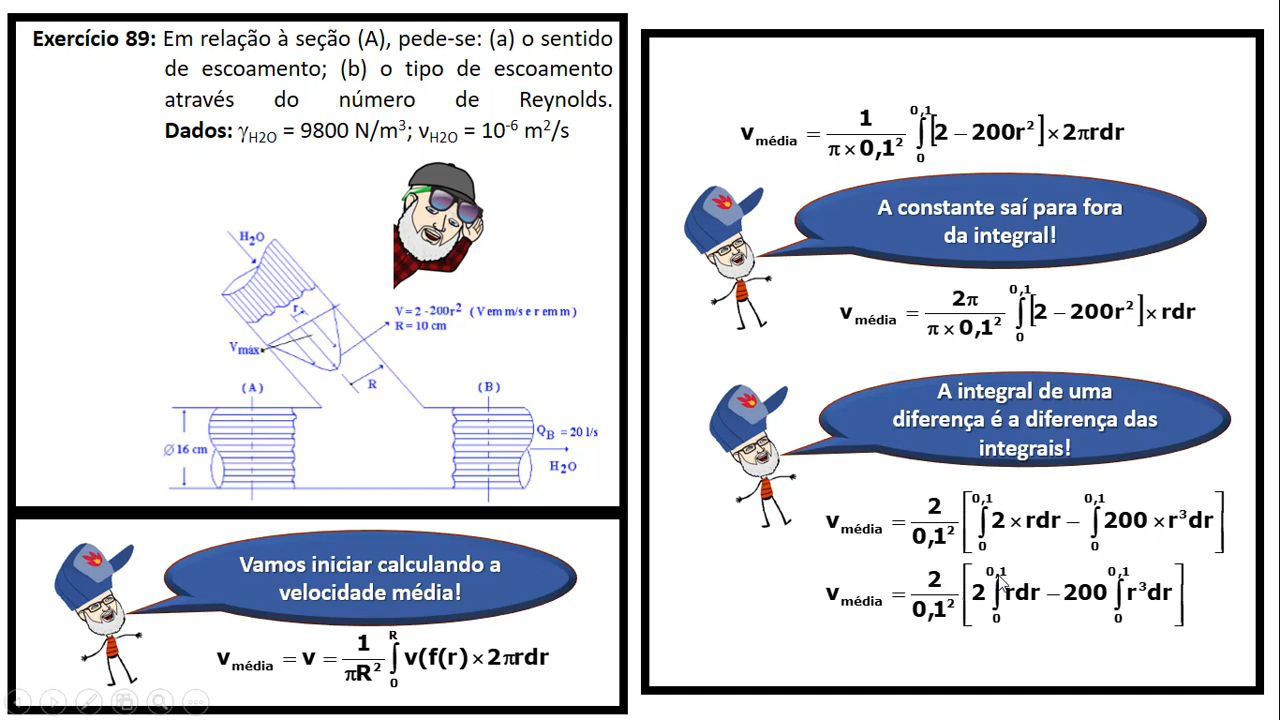 Exercício 89: Em relação à seção (A), pede-se: (a) o sentido
de escoamento; (b) o tipo de escoamento
através do número de Reynolds.
Dados: γH2O = 9800 N/m³; νH2O = 10⁻⁶ m²/s
H₂O
r
V = 2 - 200r² ( V em m/s e r em m )
R = 10 cm
Vmáx
R
(A)
(B)
Ø 16 cm
QB = 20 l/s
H₂O
Vamos iniciar calculando a
velocidade média!
vmédia = v = 1/πR² ∫₀ᴿ v(f(r) × 2πrdr
vmédia = 1/(π × 0,1²) ∫₀^0,1 [2 − 200r²] × 2πrdr
A constante saí para fora
da integral!
vmédia = 2π/(π × 0,1²) ∫₀^0,1 [2 − 200r²] × rdr
A integral de uma
diferença é a diferença das
integrais!
vmédia = 2/0,1² [∫₀^0,1 2 × rdr − ∫₀^0,1 200 × r³dr]
vmédia = 2/0,1² [2 ∫₀^0,1 rdr − 200 ∫₀^0,1 r³dr]